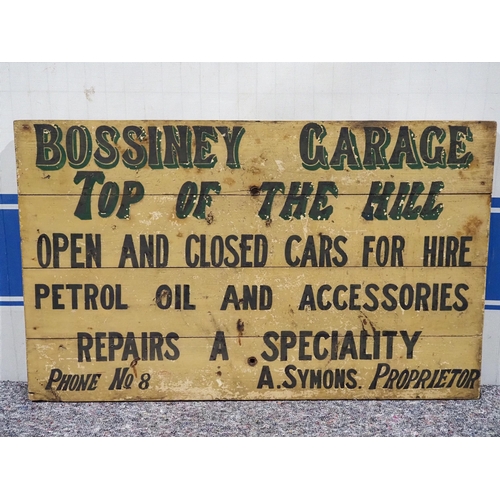 BOSSINEY GARAGE
TOP OF THE HILL
OPEN AND CLOSED CARS FOR HIRE
PETROL OIL AND ACCESSORIES
REPAIRS A SPECIALITY
PHONE NO 8 A. SYMONS. PROPRIETOR